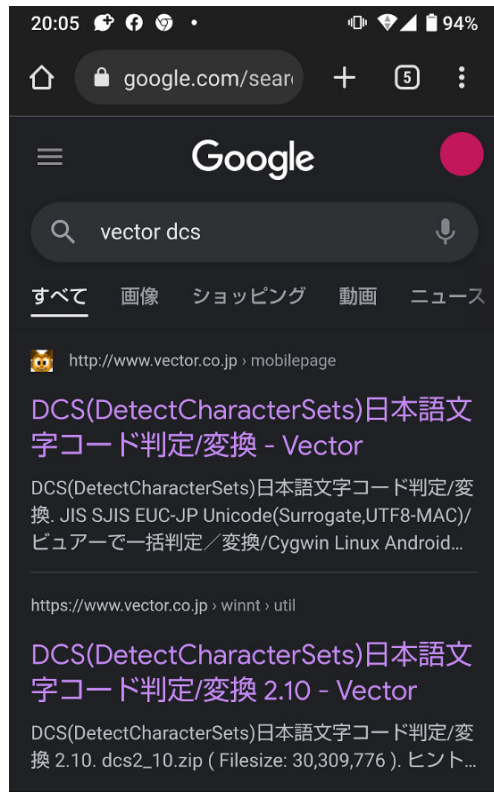 20:05
94%
google.com/sear
5
Google
vector dcs
すべて 画像 ショッピング 動画 ニュース
http://www.vector.co.jp › mobilepage
DCS(DetectCharacterSets)日本語文
字コード判定/変換 - Vector
DCS(DetectCharacterSets)日本語文字コード判定/変
換. JIS SJIS EUC-JP Unicode(Surrogate,UTF8-MAC)/
ビュアーで一括判定／変換/Cygwin Linux Android...
https://www.vector.co.jp › winnt › util
DCS(DetectCharacterSets)日本語文
字コード判定/変換 2.10 - Vector
DCS(DetectCharacterSets)日本語文字コード判定/変
換 2.10. dcs2_10.zip ( Filesize: 30,309,776 ). ヒント...